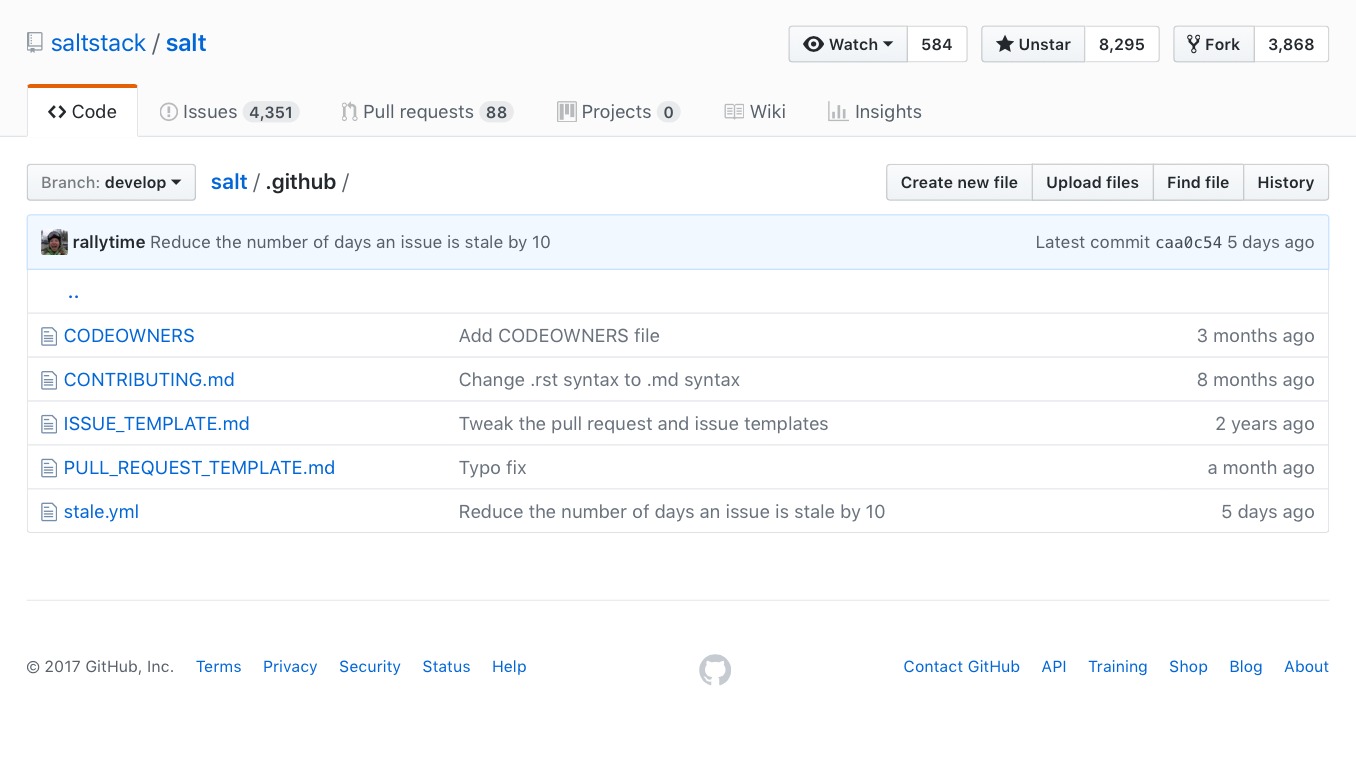 saltstack / salt Watch 584 Unstar 8,295 Fork 3,868
Code Issues 4,351 Pull requests 88 Projects 0 Wiki Insights
Branch: develop salt / .github / Create new file Upload files Find file History
rallytime Reduce the number of days an issue is stale by 10 Latest commit caa0c54 5 days ago
..
CODEOWNERS Add CODEOWNERS file 3 months ago
CONTRIBUTING.md Change .rst syntax to .md syntax 8 months ago
ISSUE_TEMPLATE.md Tweak the pull request and issue templates 2 years ago
PULL_REQUEST_TEMPLATE.md Typo fix a month ago
stale.yml Reduce the number of days an issue is stale by 10 5 days ago
© 2017 GitHub, Inc. Terms Privacy Security Status Help Contact GitHub API Training Shop Blog About